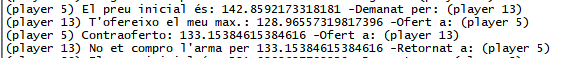 (player 5) El preu inicial és: 142.8592173318181 -Demanat per: (player 13)
(player 13) T'ofereixo el meu max.: 128.96557319817396 -Ofert a: (player 5)
(player 5) Contraoferto: 133.15384615384616 -Ofert a: (player 13)
(player 13) No et compro l'arma per 133.15384615384616 -Retornat a: (player 5)